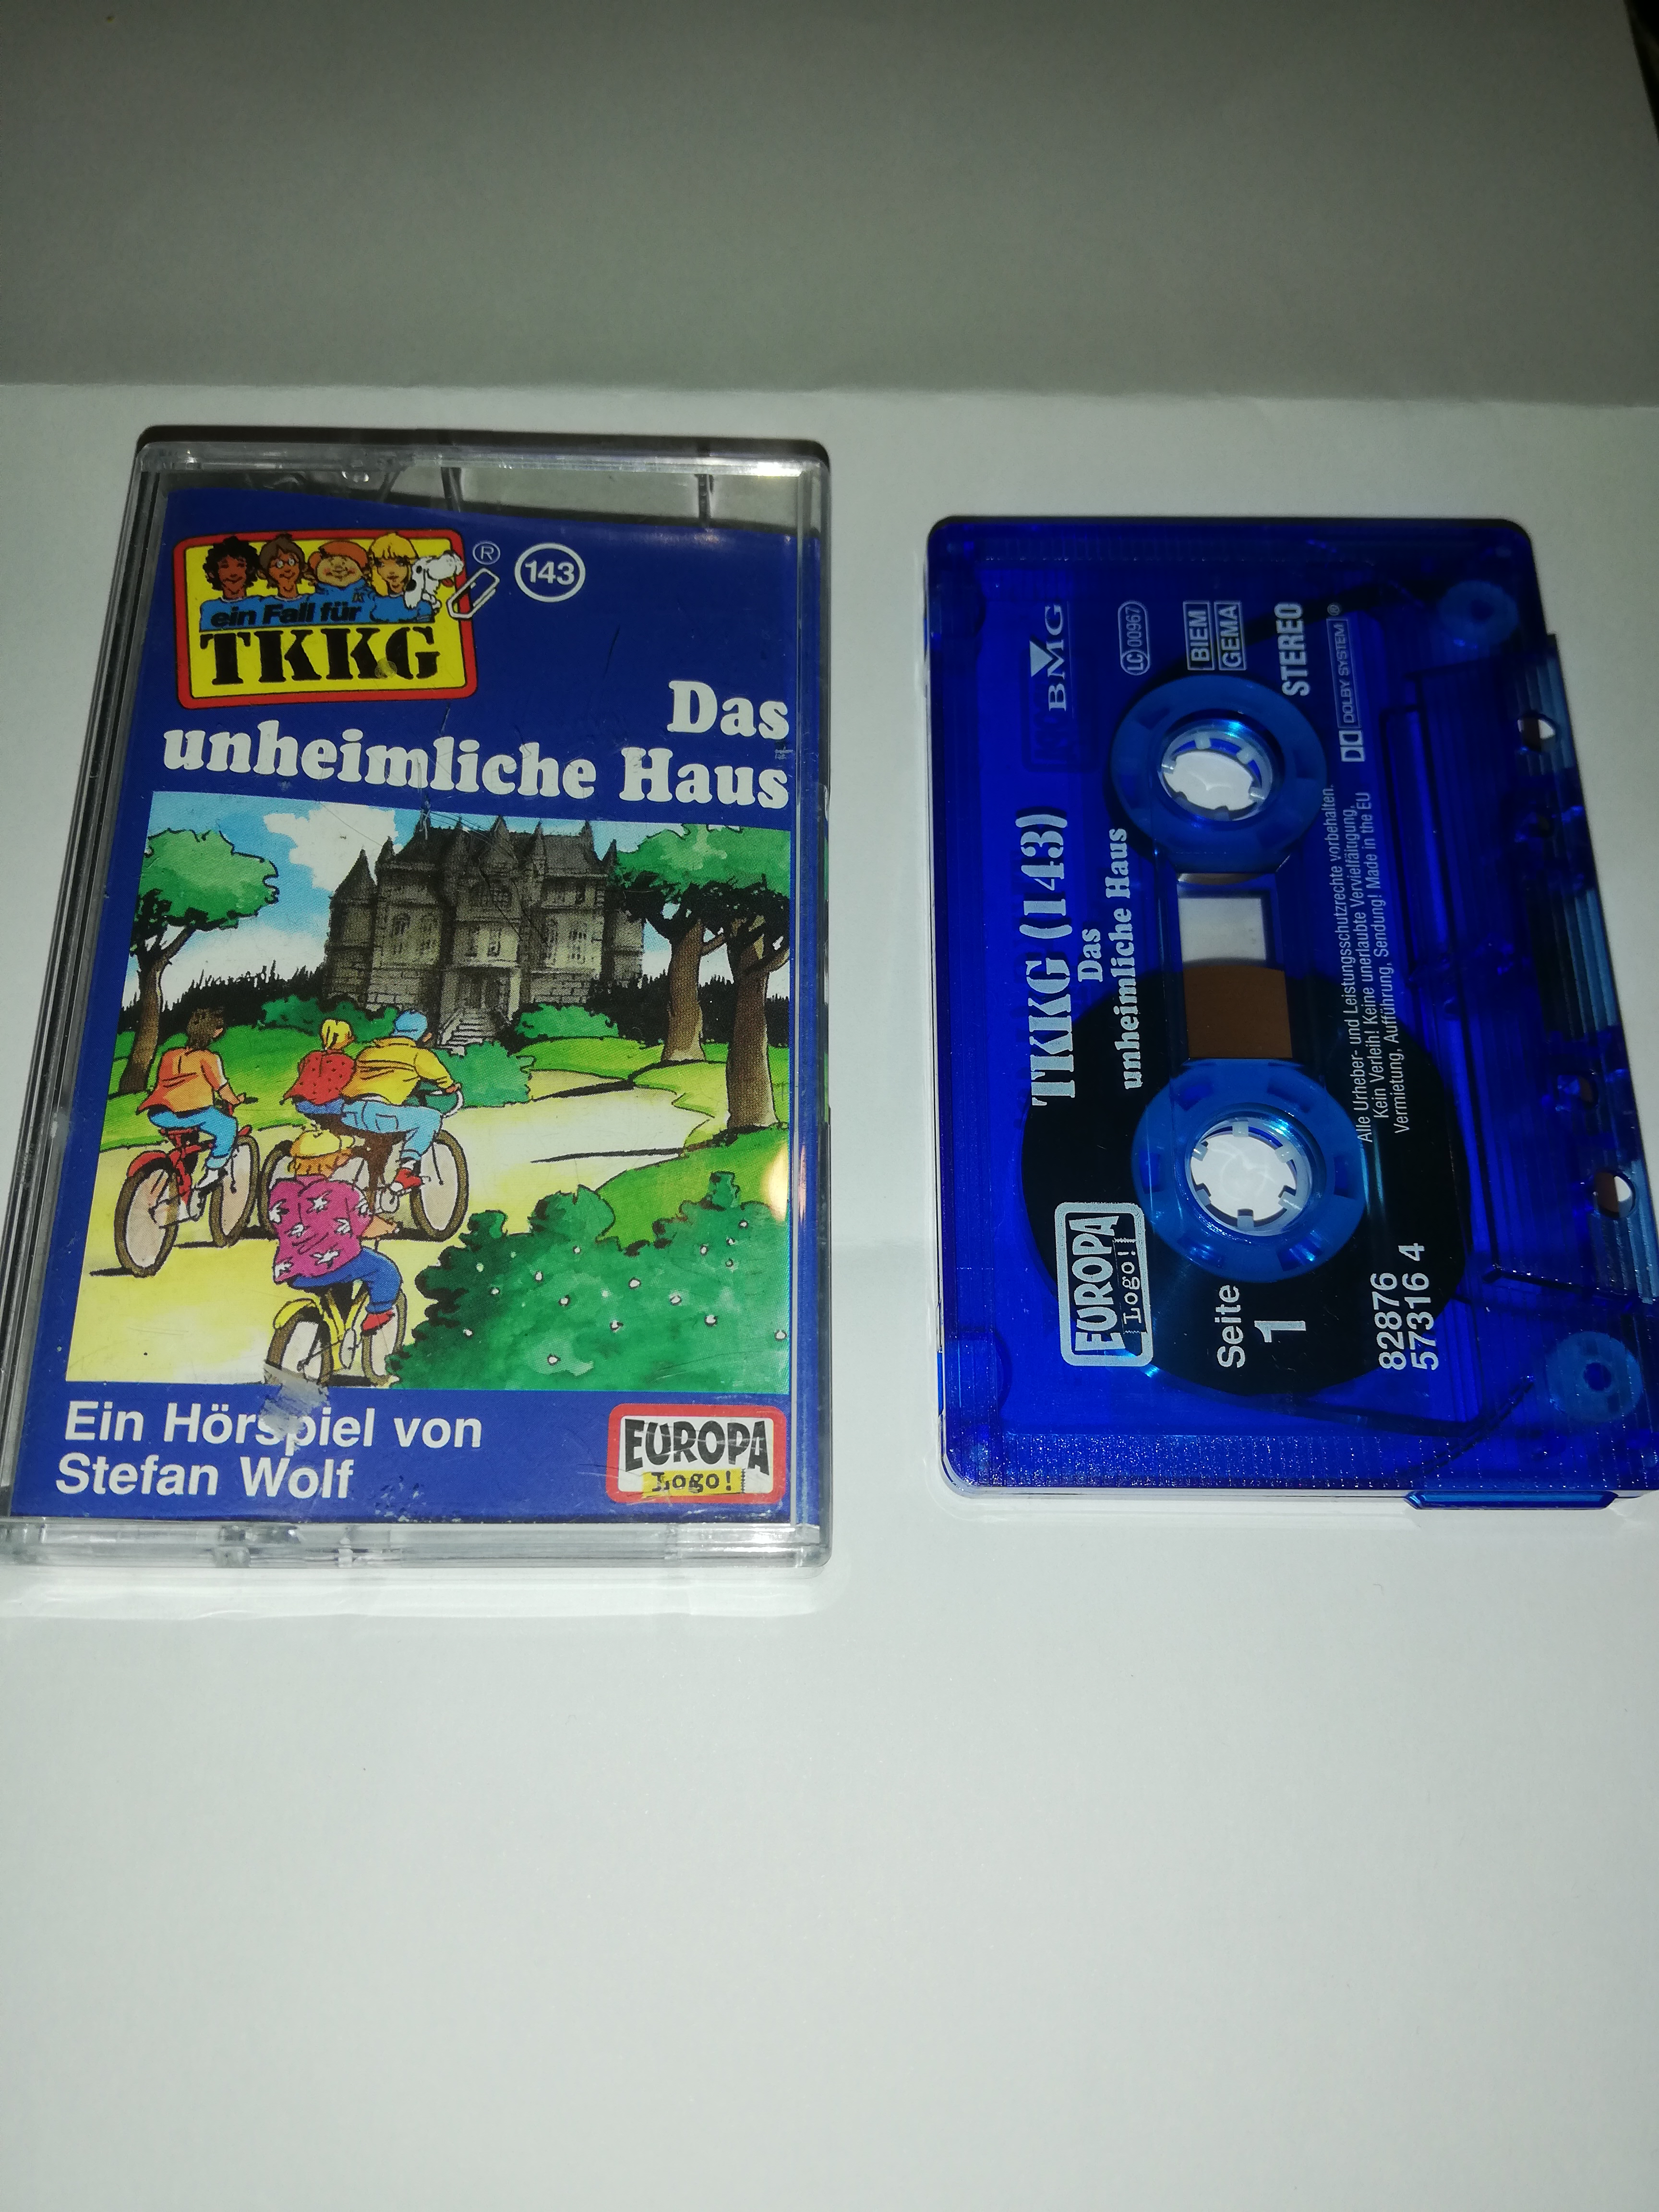 ein Fall für
TKKG
®
143
Das
unheimliche Haus
Ein Hörspiel von
Stefan Wolf
EUROPA
Logo!
TKKG (143)
Das
unheimliche Haus
BMG
LC 00967
BIEM
GEMA
STEREO
DOLBY SYSTEM ®
EUROPA
Logo!
Seite
1
Alle Urheber- und Leistungsschutzrechte vorbehalten.
Kein Verleih! Keine unerlaubte Vervielfältigung,
Vermietung, Aufführung, Sendung! Made in the EU
82876
57316 4